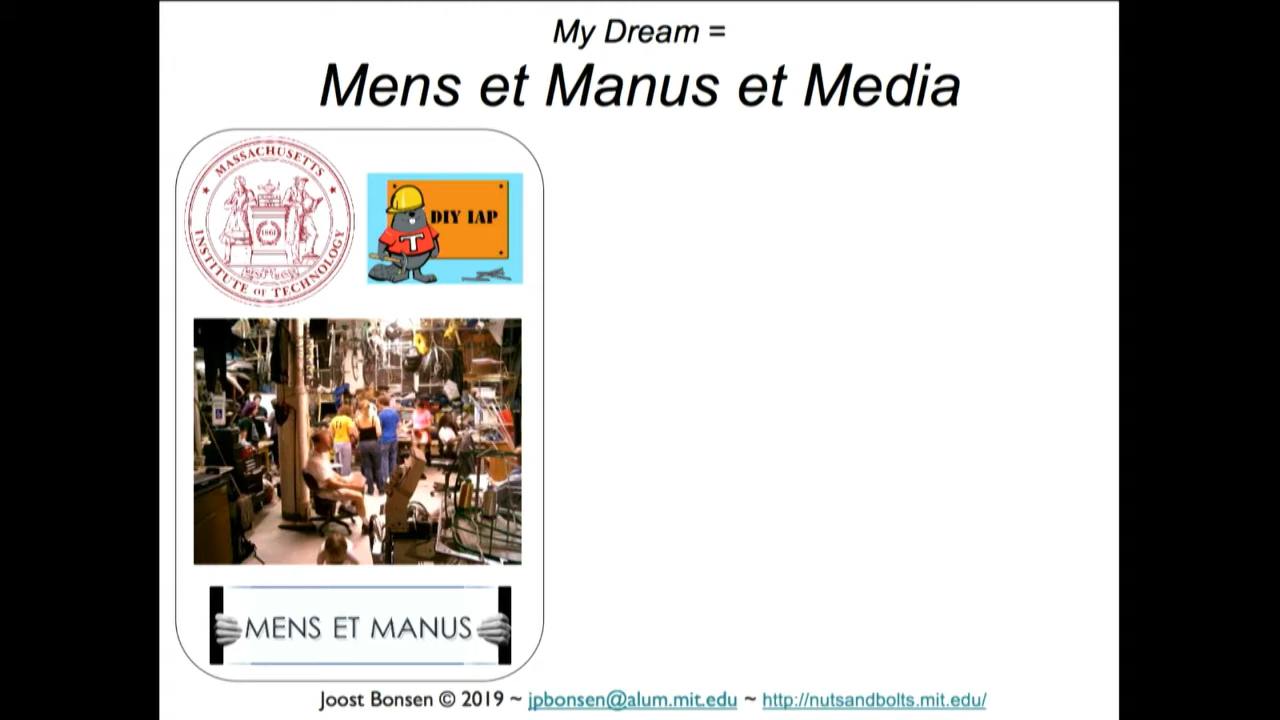 My Dream =
Mens et Manus et Media
MASSACHUSETTS
INSTITUTE OF TECHNOLOGY
1861
DIY IAP
T
MENS ET MANUS
Joost Bonsen © 2019 ~ jpbonsen@alum.mit.edu ~ http://nutsandbolts.mit.edu/